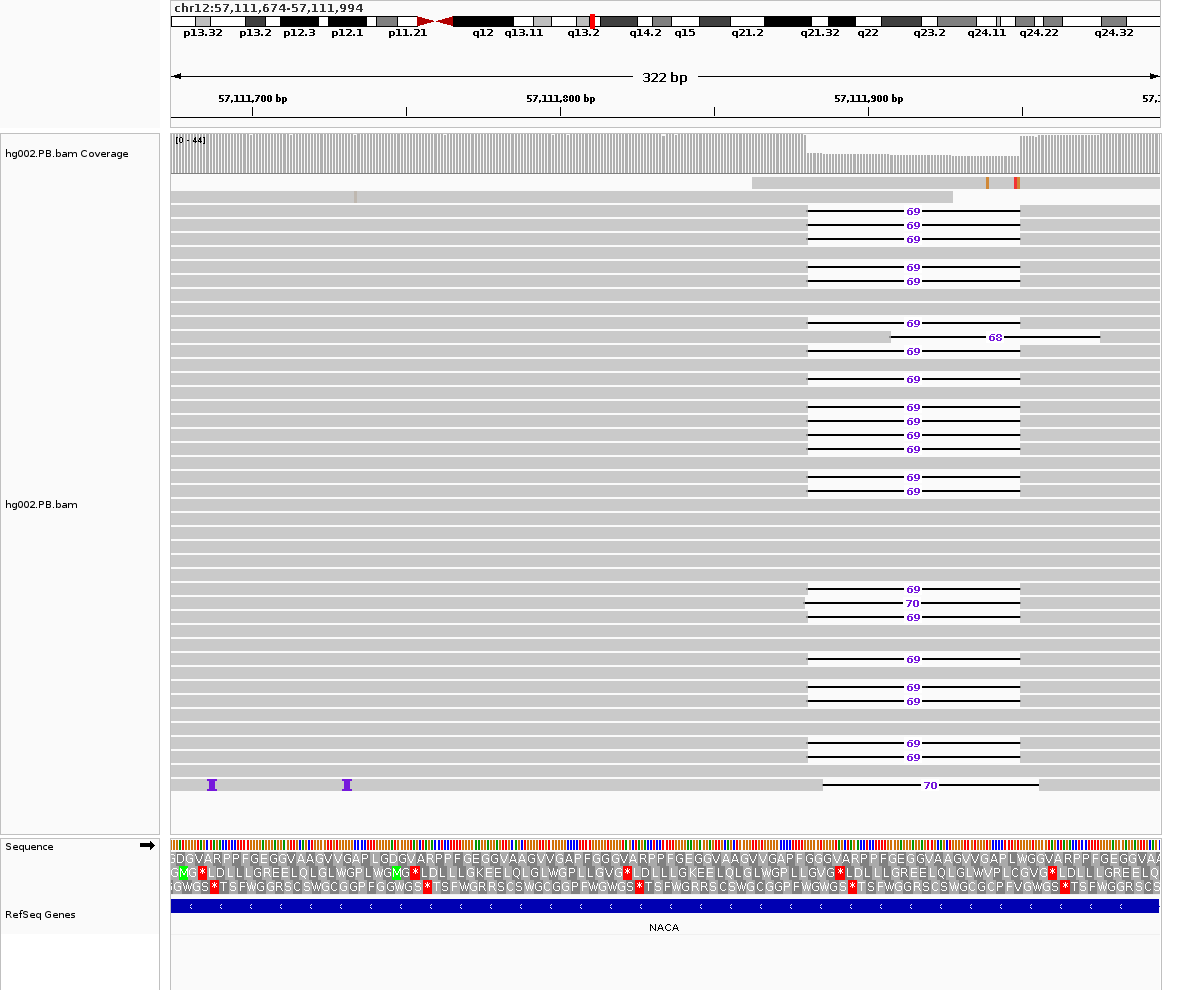 chr12:57,111,674-57,111,994
p13.32 p13.2 p12.3 p12.1 p11.21 q12 q13.11 q13.2 q14.2 q15 q21.2 q21.32 q22 q23.2 q24.11 q24.22 q24.32
322 bp
57,111,700 bp 57,111,800 bp 57,111,900 bp
hg002.PB.bam Coverage
[0 - 44]
69
69
69
69
69
69
68
69
69
69
69
69
69
69
69
hg002.PB.bam
69
70
69
69
69
69
69
69
70
Sequence
RefSeq Genes
NACA